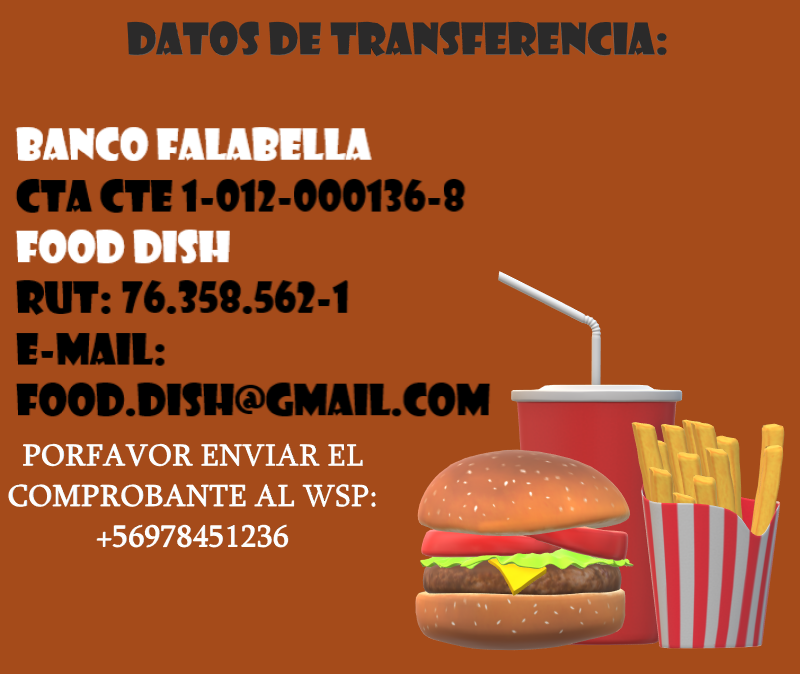 DATOS DE TRANSFERENCIA:
BANCO FALABELLA
CTA CTE 1-012-000136-8
FOOD DISH
RUT: 76.358.562-1
E-MAIL:
FOOD.DISH@GMAIL.COM
PORFAVOR ENVIAR EL
COMPROBANTE AL WSP:
+56978451236